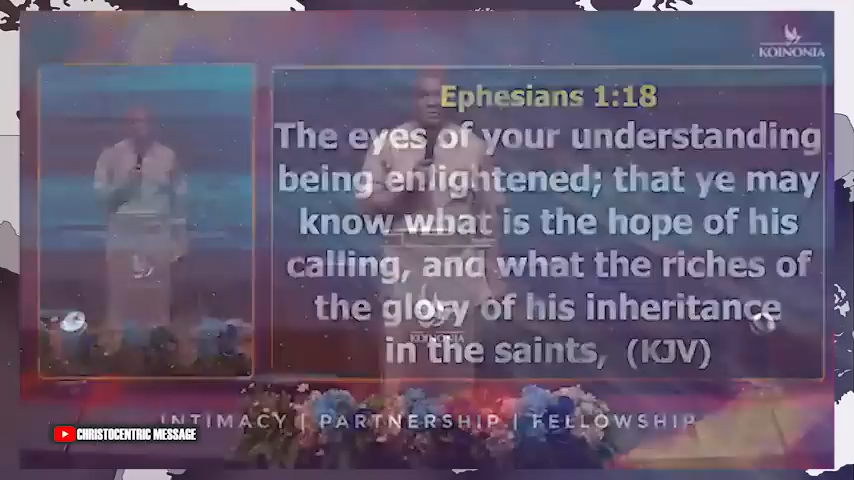 KOINONIA
Ephesians 1:18
The eyes of your understanding
being enlightened; that ye may
know what is the hope of his
calling, and what the riches of
the glory of his inheritance
in the saints, (KJV)
KOINONIA
INTIMACY | PARTNERSHIP | FELLOWSHIP
CHRISTOCENTRIC MESSAGE